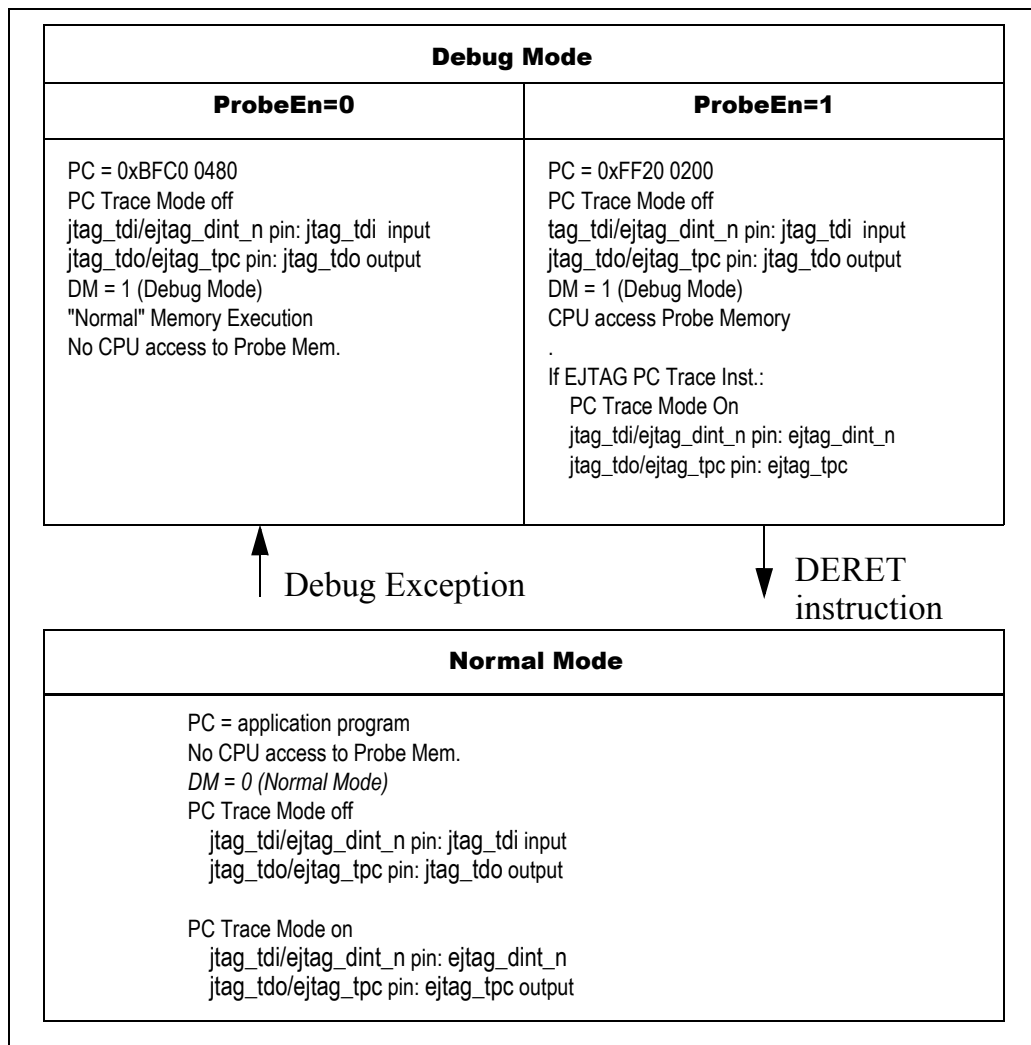 Debug Mode
ProbeEn=0
PC = 0xBFC0 0480
PC Trace Mode off
jtag_tdi/ejtag_dint_n pin: jtag_tdi input
jtag_tdo/ejtag_tpc pin: jtag_tdo output
DM = 1 (Debug Mode)
"Normal" Memory Execution
No CPU access to Probe Mem.
ProbeEn=1
PC = 0xFF20 0200
PC Trace Mode off
tag_tdi/ejtag_dint_n pin: jtag_tdi input
jtag_tdo/ejtag_tpc pin: jtag_tdo output
DM = 1 (Debug Mode)
CPU access Probe Memory
.
If EJTAG PC Trace Inst.:
PC Trace Mode On
jtag_tdi/ejtag_dint_n pin: ejtag_dint_n
jtag_tdo/ejtag_tpc pin: ejtag_tpc
Debug Exception
DERET
instruction
Normal Mode
PC = application program
No CPU access to Probe Mem.
DM = 0 (Normal Mode)
PC Trace Mode off
jtag_tdi/ejtag_dint_n pin: jtag_tdi input
jtag_tdo/ejtag_tpc pin: jtag_tdo output
PC Trace Mode on
jtag_tdi/ejtag_dint_n pin: ejtag_dint_n
jtag_tdo/ejtag_tpc pin: ejtag_tpc output